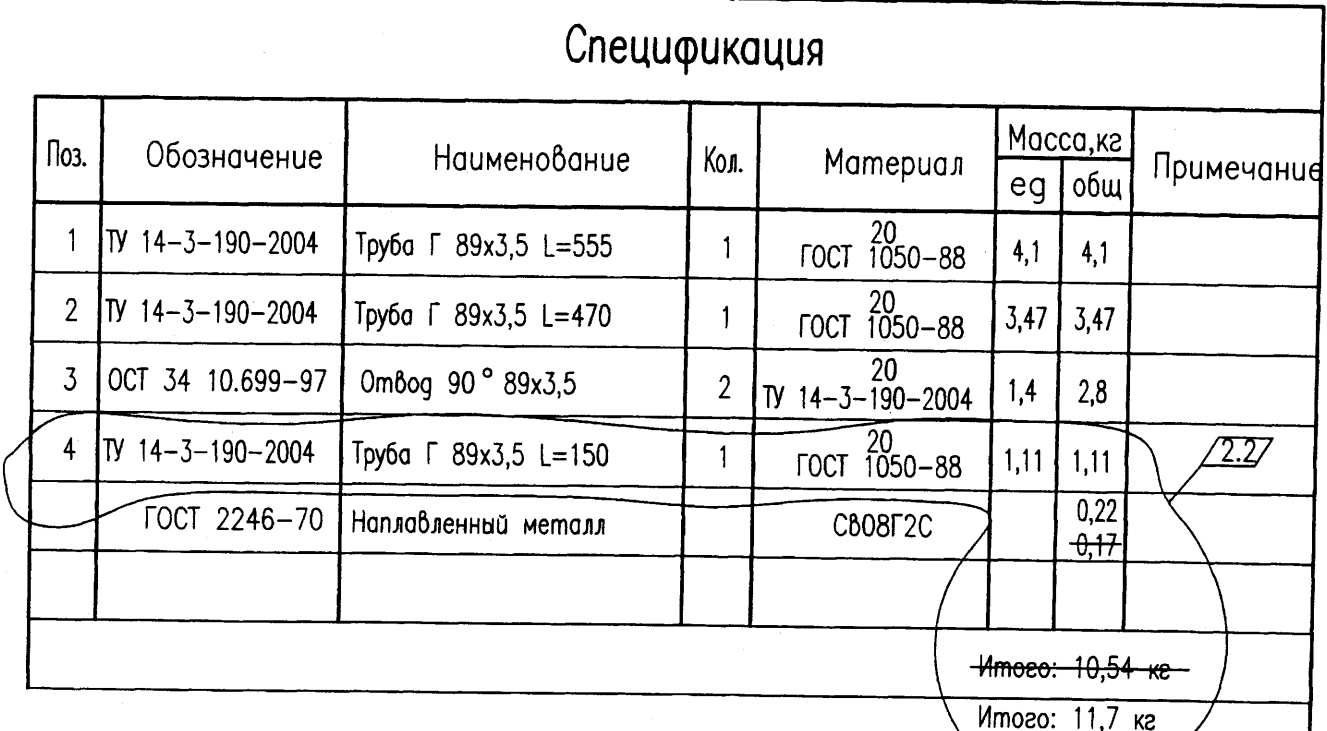 Спецификация
Поз. Обозначение Наименование Кол. Материал Масса,кг Примечание
ед общ
1 ТУ 14-3-190-2004 Труба Г 89х3,5 L=555 1 20 ГОСТ 1050-88 4,1 4,1
2 ТУ 14-3-190-2004 Труба Г 89х3,5 L=470 1 20 ГОСТ 1050-88 3,47 3,47
3 ОСТ 34 10.699-97 Отвод 90° 89х3,5 2 20 ТУ 14-3-190-2004 1,4 2,8
4 ТУ 14-3-190-2004 Труба Г 89х3,5 L=150 1 20 ГОСТ 1050-88 1,11 1,11 2.2
ГОСТ 2246-70 Наплавленный металл Св08Г2С 0,22
0,17
Итого: 10,54 кг
Итого: 11,7 кг